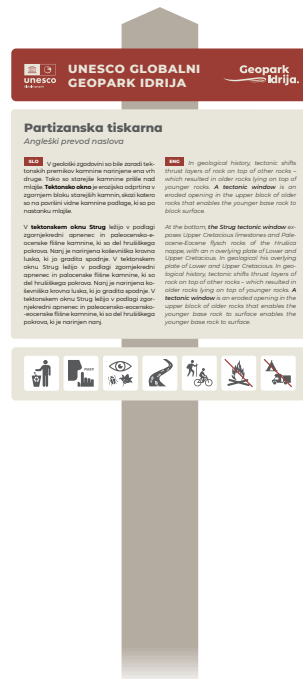 unesco
UNESCO GLOBALNI
GEOPARK IDRIJA
Geopark
Idrija.
Partizanska tiskarna
Angleški prevod naslova
SLO V geološki zgodovini so bile zaradi tek-
tonskih premikov kamnine narinjene ena vrh
druge. Tako so starejše kamnine prišle nad
mlajše. Tektonsko okno je erozijska odprtina v
zgornjem bloku starejših kamnin, skozi katero
so na površini vidne kamnine podlage, ki so po
nastanku mlajše.
V tektonskem oknu Strug ležijo v podlagi
zgornjekredni apnenec in paleocensko-e-
ocenske flišne kamnine, ki so del hrušiškega
pokrova. Nanj je narinjena koševniška krovna
luska, ki jo gradita spodnje. V tektonskem
oknu Strug ležijo v podlagi zgornjekredni
apnenec in paleocenske flišne kamnine, ki so
del hrušiškega pokrova. Nanj je narinjena ko-
ševniška krovna luska, ki jo gradita spodnje. V
tektonskem oknu Strug ležijo v podlagi zgor-
njekredni apnenec in paleocensko-eocensko-
-eocenske flišne kamnine, ki so del hrušiškega
pokrova, ki je narinjen nanj.
ENG In geological history, tectonic shifts
thrust layers of rock on top of other rocks –
which resulted in older rocks lying on top of
younger rocks. A tectonic window is an
eroded opening in the upper block of older
rocks that enables the younger base rock to
block surface.
At the bottom, the Strug tectonic window ex-
poses Upper Cretacious limestones and Pale-
ocene-Eocene flysch rocks of the Hrušica
nappe, with an n overlying plate of Lower and
Upper Cretacious. In geological his overlying
plate of Lower and Upper Cretacious. In geo-
logical history, tectonic shifts thrust layers of
rock on top of other rocks – which resulted in
older rocks lying on top of younger rocks. A
tectonic window is an eroded opening in the
upper block of older rocks that enables the
younger base rock to surface enables the
younger base rock to surface.